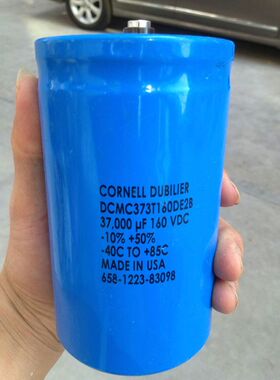 CORNELL DUBILIER
DCMC373T160DE2B
37,000 µF 160 VDC
-10% +50%
-40C TO +85C
MADE IN USA
658-1223-83098